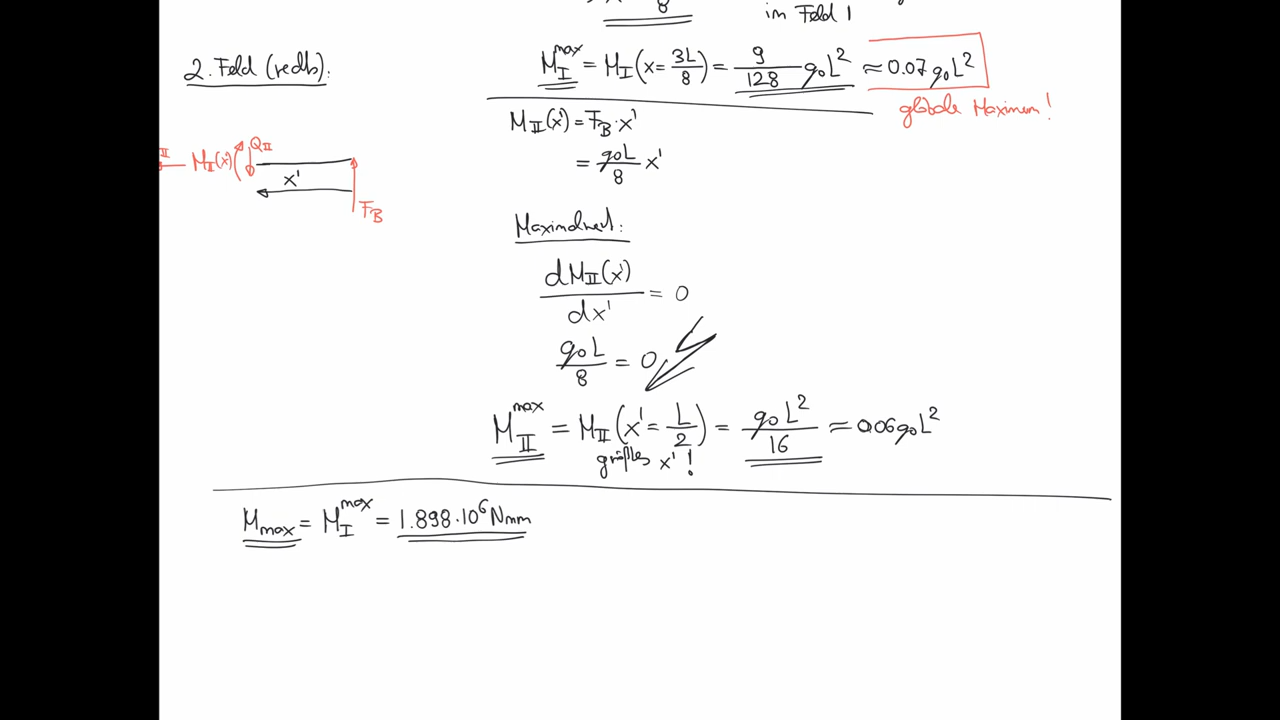 8
im Feld 1
2. Feld (rechts):
M_I^max = M_I(x = 3L/8) = 9/128 q₀L² ≈ 0.07 q₀L²
globale Maximum!
M_II(x') = F_B · x'
= q₀L/8 x'
M_II(x) Q_II
x'
F_B
Maximalwert:
dM_II(x')/dx' = 0
q₀L/8 = 0
M_II^max = M_II(x' = L/2) = q₀L²/16 ≈ 0.06 q₀L²
größtes x'!
M_max = M_I^max = 1.898·10⁶ Nmm